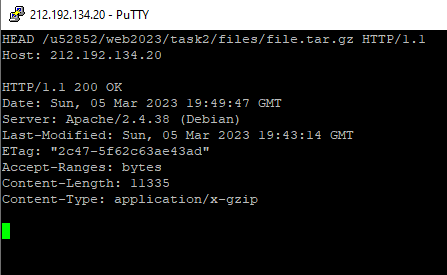 212.192.134.20 - PuTTY
HEAD /u52852/web2023/task2/files/file.tar.gz HTTP/1.1
Host: 212.192.134.20
HTTP/1.1 200 OK
Date: Sun, 05 Mar 2023 19:49:47 GMT
Server: Apache/2.4.38 (Debian)
Last-Modified: Sun, 05 Mar 2023 19:43:14 GMT
ETag: "2c47-5f62c63ae43ad"
Accept-Ranges: bytes
Content-Length: 11335
Content-Type: application/x-gzip